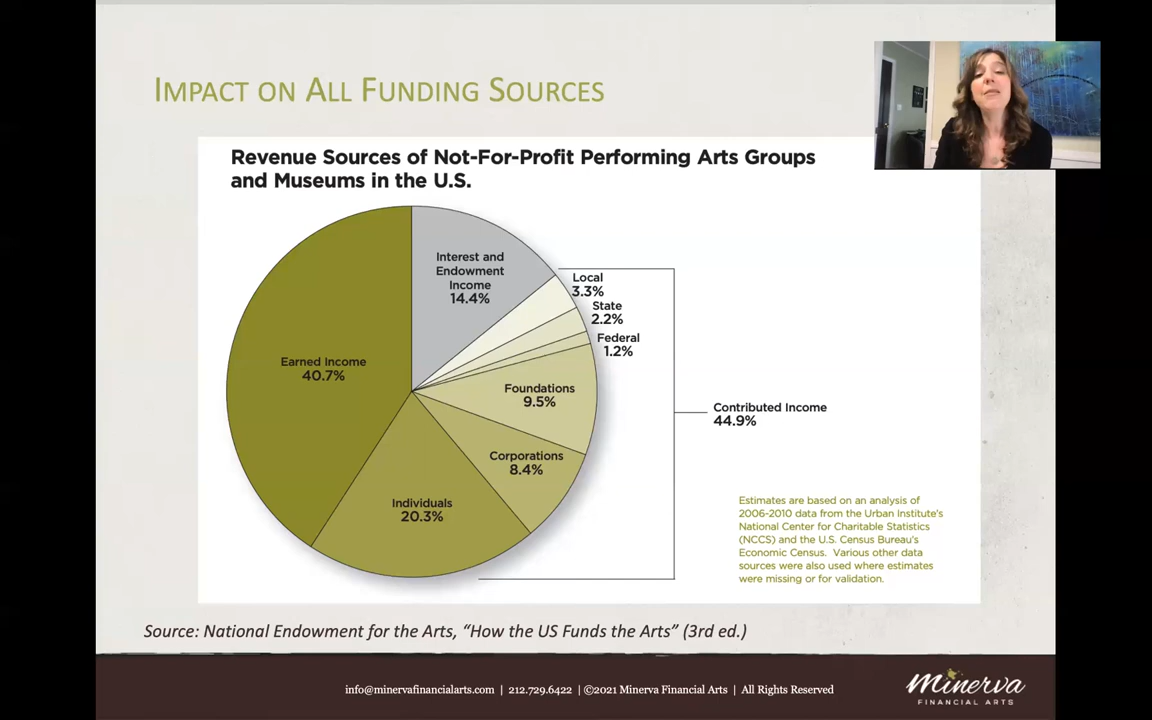 IMPACT ON ALL FUNDING SOURCES
Revenue Sources of Not-For-Profit Performing Arts Groups
and Museums in the U.S.
Interest and
Endowment
Income
14.4%
Local
3.3%
State
2.2%
Federal
1.2%
Earned Income
40.7%
Foundations
9.5%
Contributed Income
44.9%
Corporations
8.4%
Individuals
20.3%
Estimates are based on an analysis of
2006-2010 data from the Urban Institute's
National Center for Charitable Statistics
(NCCS) and the U.S. Census Bureau's
Economic Census. Various other data
sources were also used where estimates
were missing or for validation.
Source: National Endowment for the Arts, “How the US Funds the Arts” (3rd ed.)
info@minervafinancialarts.com | 212.729.6422 | ©2021 Minerva Financial Arts | All Rights Reserved
Minerva
FINANCIAL ARTS